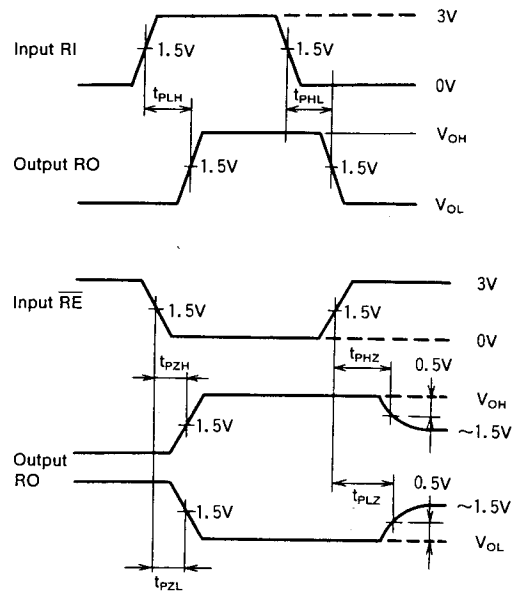 3V
Input RI
1.5V
1.5V
0V
tPLH
tPHL
VOH
Output RO
1.5V
1.5V
VOL
Input RE
3V
1.5V
1.5V
0V
tPZH
tPHZ
0.5V
VOH
1.5V
~1.5V
Output
RO
0.5V
tPLZ
~1.5V
1.5V
VOL
tPZL